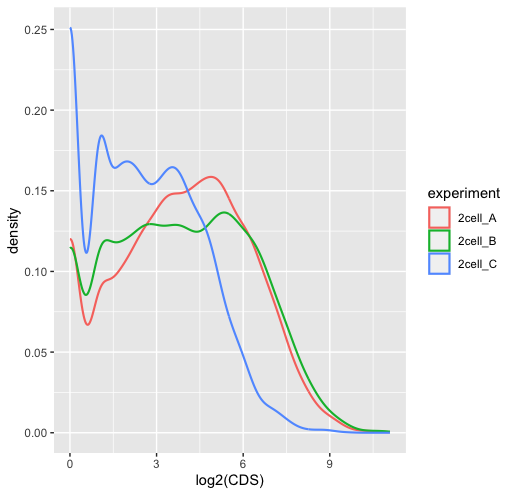 0.25
0.20
0.15
0.10
0.05
0.00
density
0 3 6 9
log2(CDS)
experiment
2cell_A
2cell_B
2cell_C